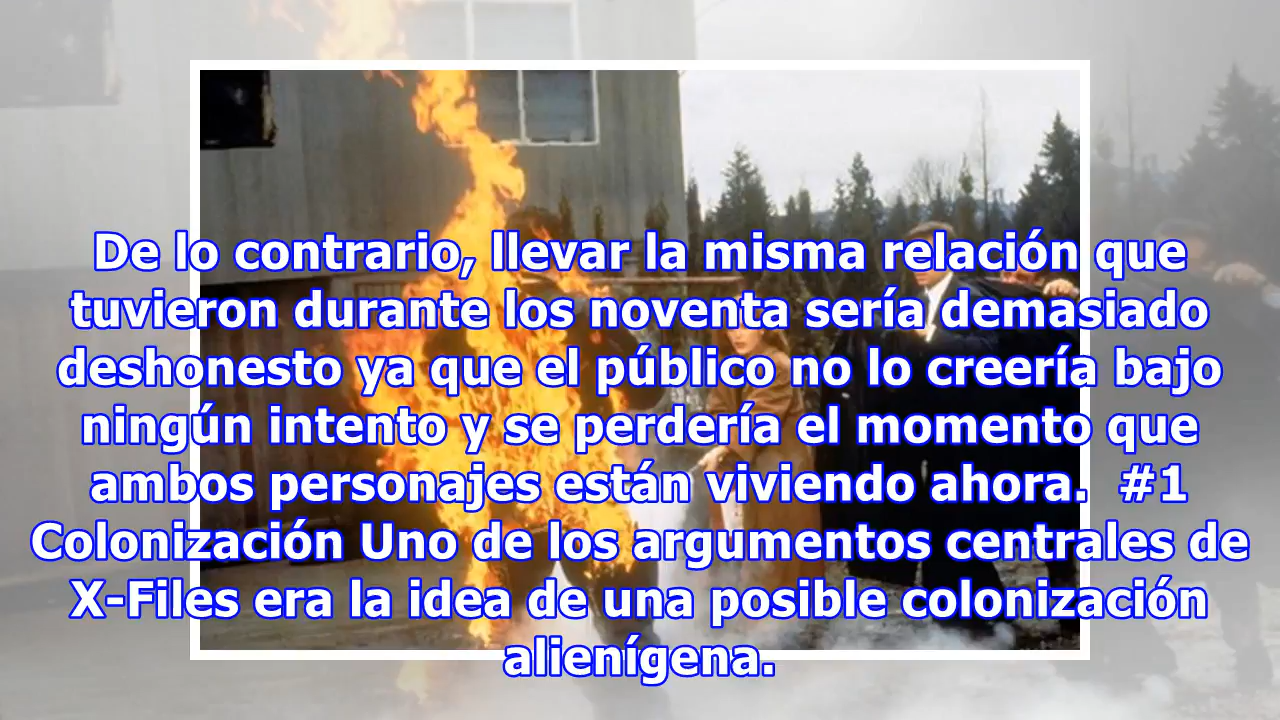 De lo contrario, llevar la misma relación que
tuvieron durante los noventa sería demasiado
deshonesto ya que el público no lo creería bajo
ningún intento y se perdería el momento que
ambos personajes están viviendo ahora.  #1
Colonización Uno de los argumentos centrales de
X-Files era la idea de una posible colonización
alienígena.